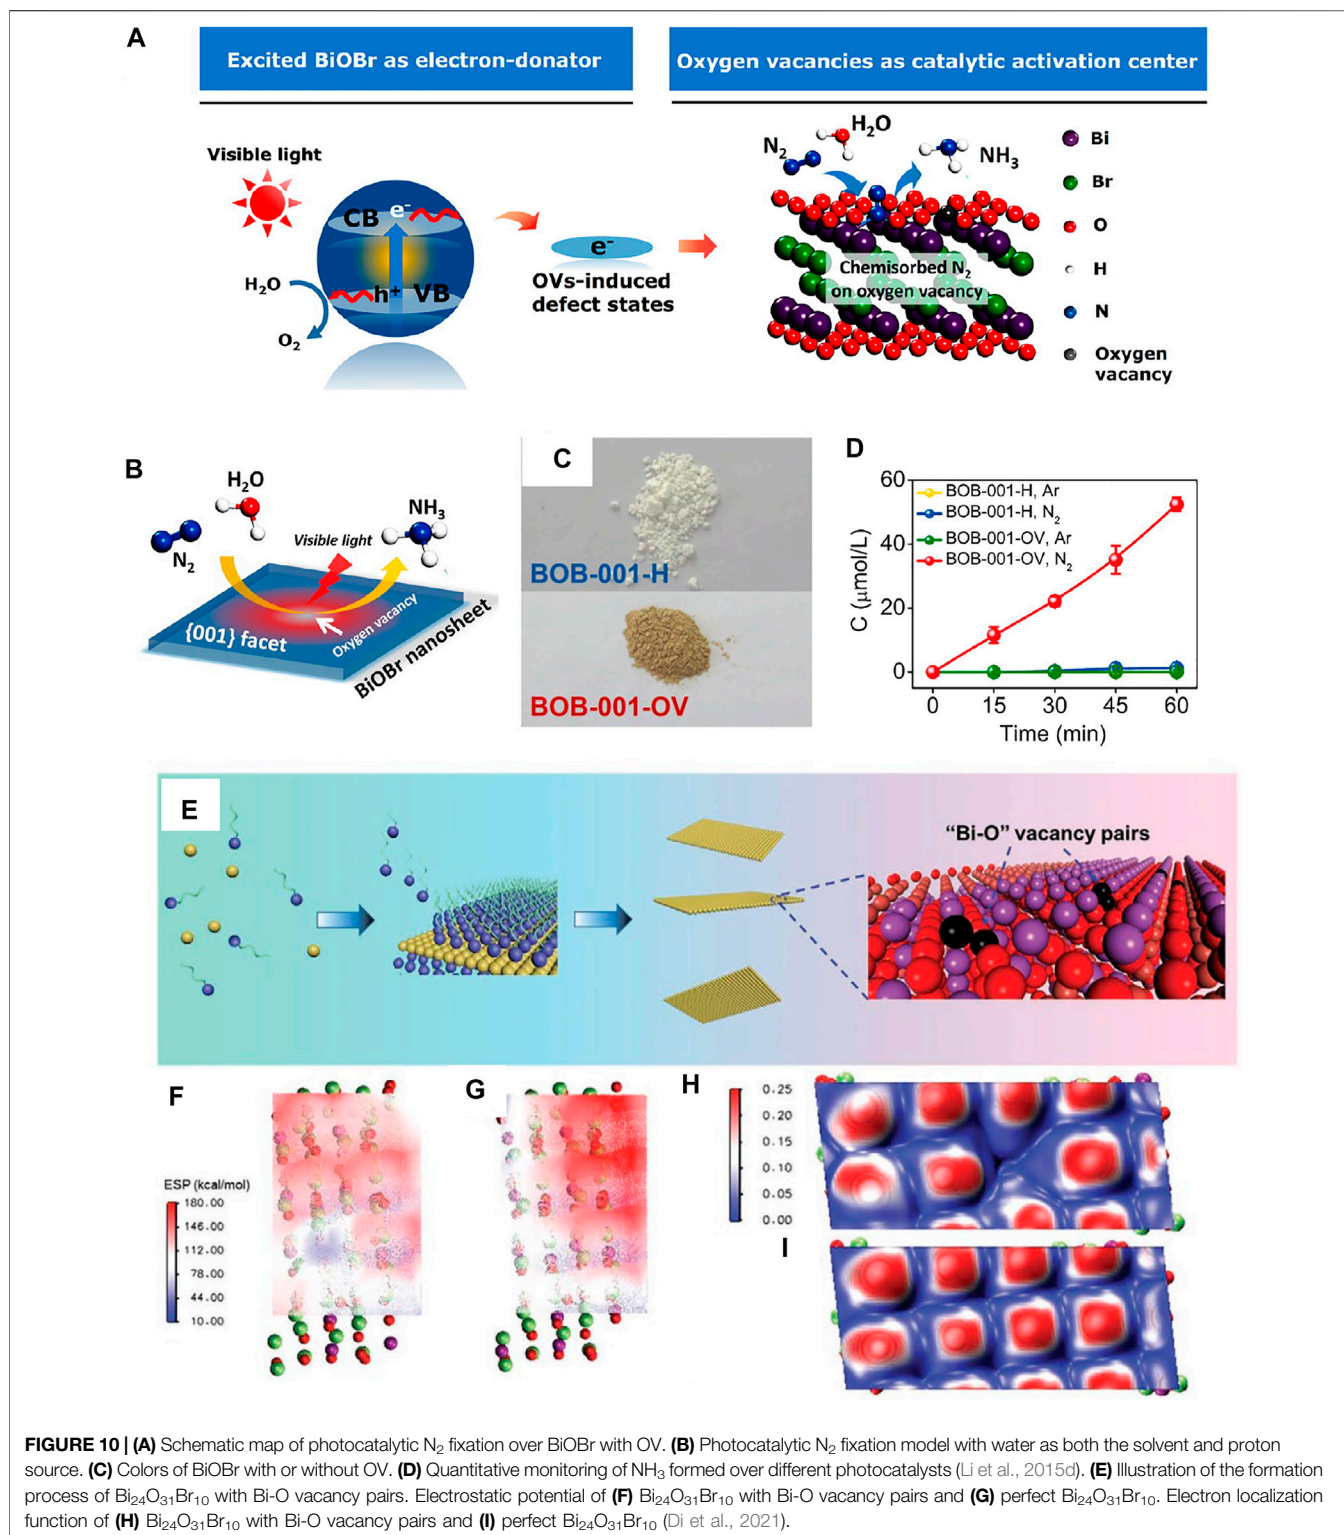 A
Excited BiOBr as electron-donator
Oxygen vacancies as catalytic activation center
Visible light
CB
e⁻
h⁺
VB
H₂O
O₂
e⁻
OVs-induced
defect states
N₂
H₂O
NH₃
Chemisorbed N₂
on oxygen vacancy
Bi
Br
O
H
N
Oxygen
vacancy
B
H₂O
N₂
NH₃
Visible light
Oxygen vacancy
{001} facet
BiOBr nanosheet
C
BOB-001-H
BOB-001-OV
D
C (μmol/L)
60
40
20
0
BOB-001-H, Ar
BOB-001-H, N₂
BOB-001-OV, Ar
BOB-001-OV, N₂
0 15 30 45 60
Time (min)
E
“Bi-O” vacancy pairs
F
ESP (kcal/mol)
180.00
146.00
112.00
78.00
44.00
10.00
G
H
0.25
0.20
0.15
0.10
0.05
0.00
I
FIGURE 10 | (A) Schematic map of photocatalytic N₂ fixation over BiOBr with OV. (B) Photocatalytic N₂ fixation model with water as both the solvent and proton
source. (C) Colors of BiOBr with or without OV. (D) Quantitative monitoring of NH₃ formed over different photocatalysts (Li et al., 2015d). (E) Illustration of the formation
process of Bi₂₄O₃₁Br₁₀ with Bi-O vacancy pairs. Electrostatic potential of (F) Bi₂₄O₃₁Br₁₀ with Bi-O vacancy pairs and (G) perfect Bi₂₄O₃₁Br₁₀. Electron localization
function of (H) Bi₂₄O₃₁Br₁₀ with Bi-O vacancy pairs and (I) perfect Bi₂₄O₃₁Br₁₀ (Di et al., 2021).